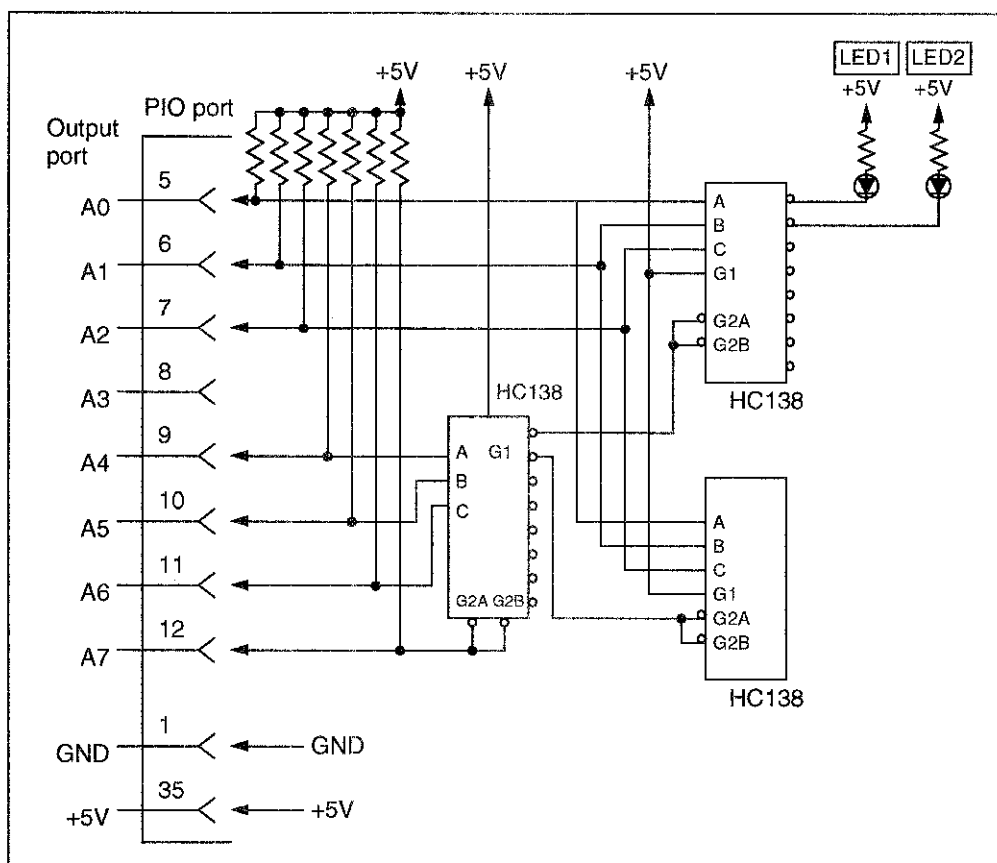 LED1 LED2
+5V +5V +5V +5V +5V
PIO port
Output
port
5
A0
6
A1
7
A2
8
A3
9
A4
10
A5
11
A6
12
A7
1
GND GND
35
+5V +5V
HC138
A G1
B
C
G2A G2B
A
B
C
G1
G2A
G2B
HC138
A
B
C
G1
G2A
G2B
HC138